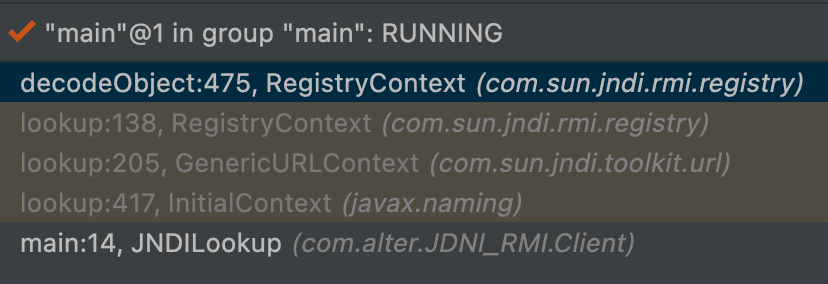 "main"@1 in group "main": RUNNING
decodeObject:475, RegistryContext (com.sun.jndi.rmi.registry)
lookup:138, RegistryContext (com.sun.jndi.rmi.registry)
lookup:205, GenericURLContext (com.sun.jndi.toolkit.url)
lookup:417, InitialContext (javax.naming)
main:14, JNDILookup (com.alter.JDNI_RMI.Client)